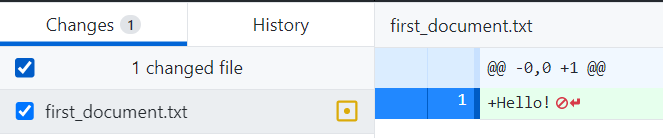 Changes 1
History
first_document.txt
1 changed file
@@ -0,0 +1 @@
first_document.txt
1 +Hello!